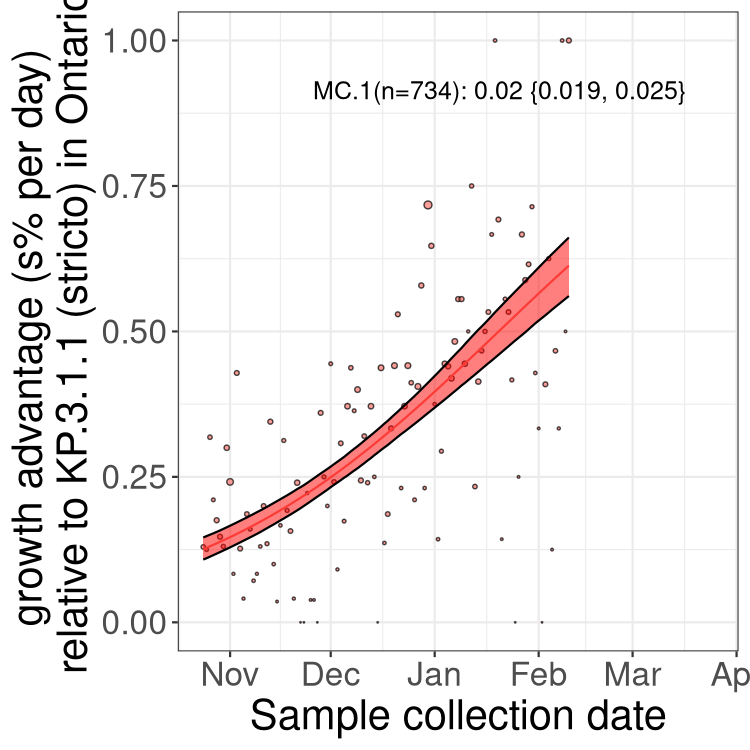 growth advantage (s% per day)
relative to KP.3.1.1 (stricto) in Ontario
1.00
0.75
0.50
0.25
0.00
MC.1(n=734): 0.02 {0.019, 0.025}
Nov Dec Jan Feb Mar Ap
Sample collection date